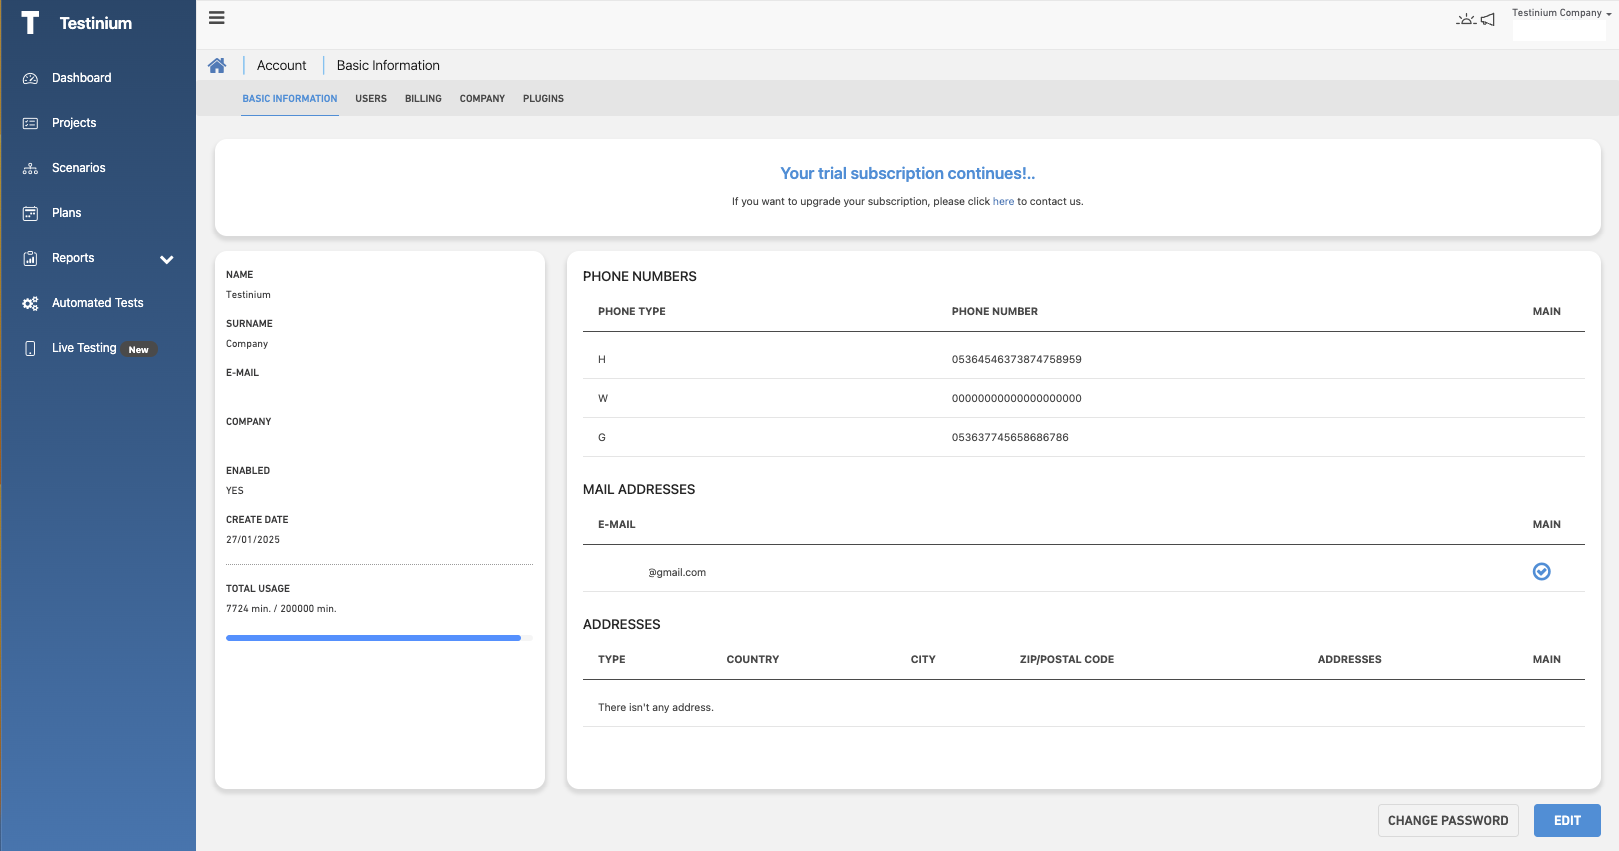 T Testinium
Testinium Company
Dashboard
Projects
Scenarios
Plans
Reports
Automated Tests
Live Testing New
Account Basic Information
BASIC INFORMATION USERS BILLING COMPANY PLUGINS
Your trial subscription continues!..
If you want to upgrade your subscription, please click here to contact us.
NAME
Testinium
SURNAME
Company
E-MAIL
COMPANY
ENABLED
YES
CREATE DATE
27/01/2025
TOTAL USAGE
7724 min. / 200000 min.
PHONE NUMBERS
PHONE TYPE PHONE NUMBER MAIN
H 05364546373874758959
W 00000000000000000000
G 053637745658686786
MAIL ADDRESSES
E-MAIL MAIN
@gmail.com
ADDRESSES
TYPE COUNTRY CITY ZIP/POSTAL CODE ADDRESSES MAIN
There isn't any address.
CHANGE PASSWORD EDIT